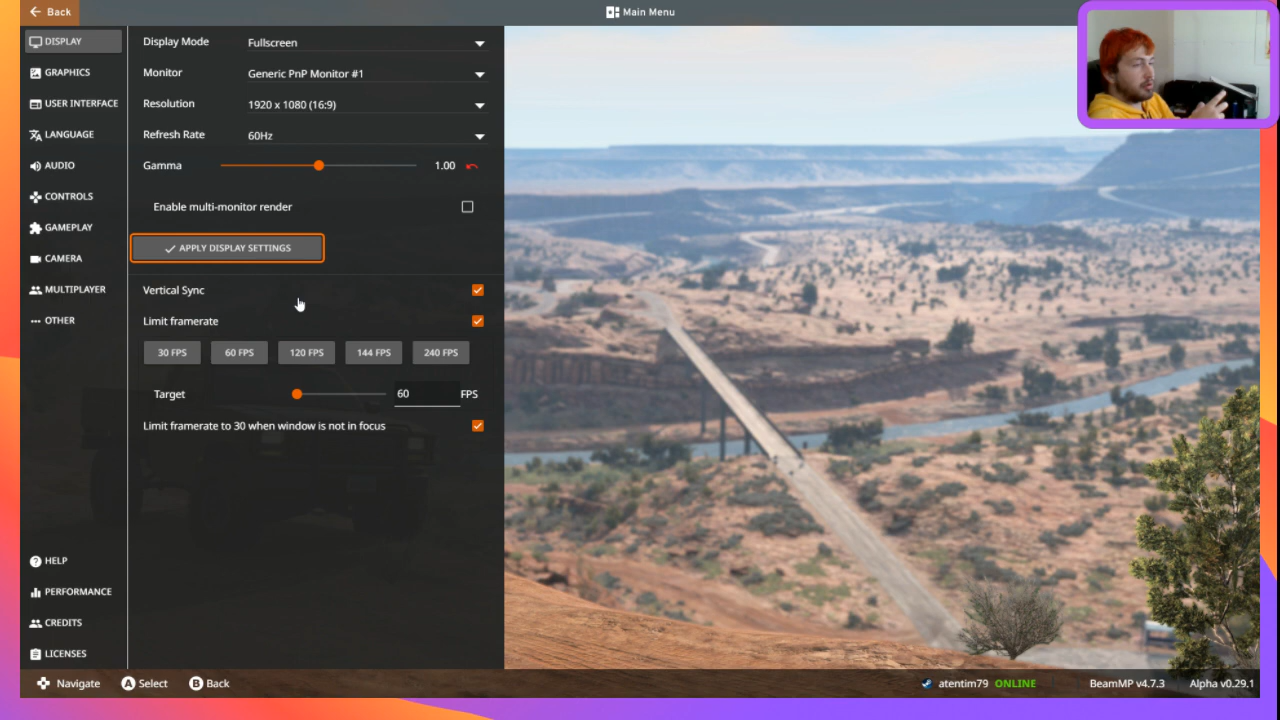 Back
Main Menu
DISPLAY
GRAPHICS
USER INTERFACE
LANGUAGE
AUDIO
CONTROLS
GAMEPLAY
CAMERA
MULTIPLAYER
OTHER
HELP
PERFORMANCE
CREDITS
LICENSES
Display Mode Fullscreen
Monitor Generic PnP Monitor #1
Resolution 1920 x 1080 (16:9)
Refresh Rate 60Hz
Gamma 1.00
Enable multi-monitor render
APPLY DISPLAY SETTINGS
Vertical Sync
Limit framerate
30 FPS 60 FPS 120 FPS 144 FPS 240 FPS
Target 60 FPS
Limit framerate to 30 when window is not in focus
Navigate A Select B Back
atentim79 ONLINE BeamMP v4.7.3 Alpha v0.29.1